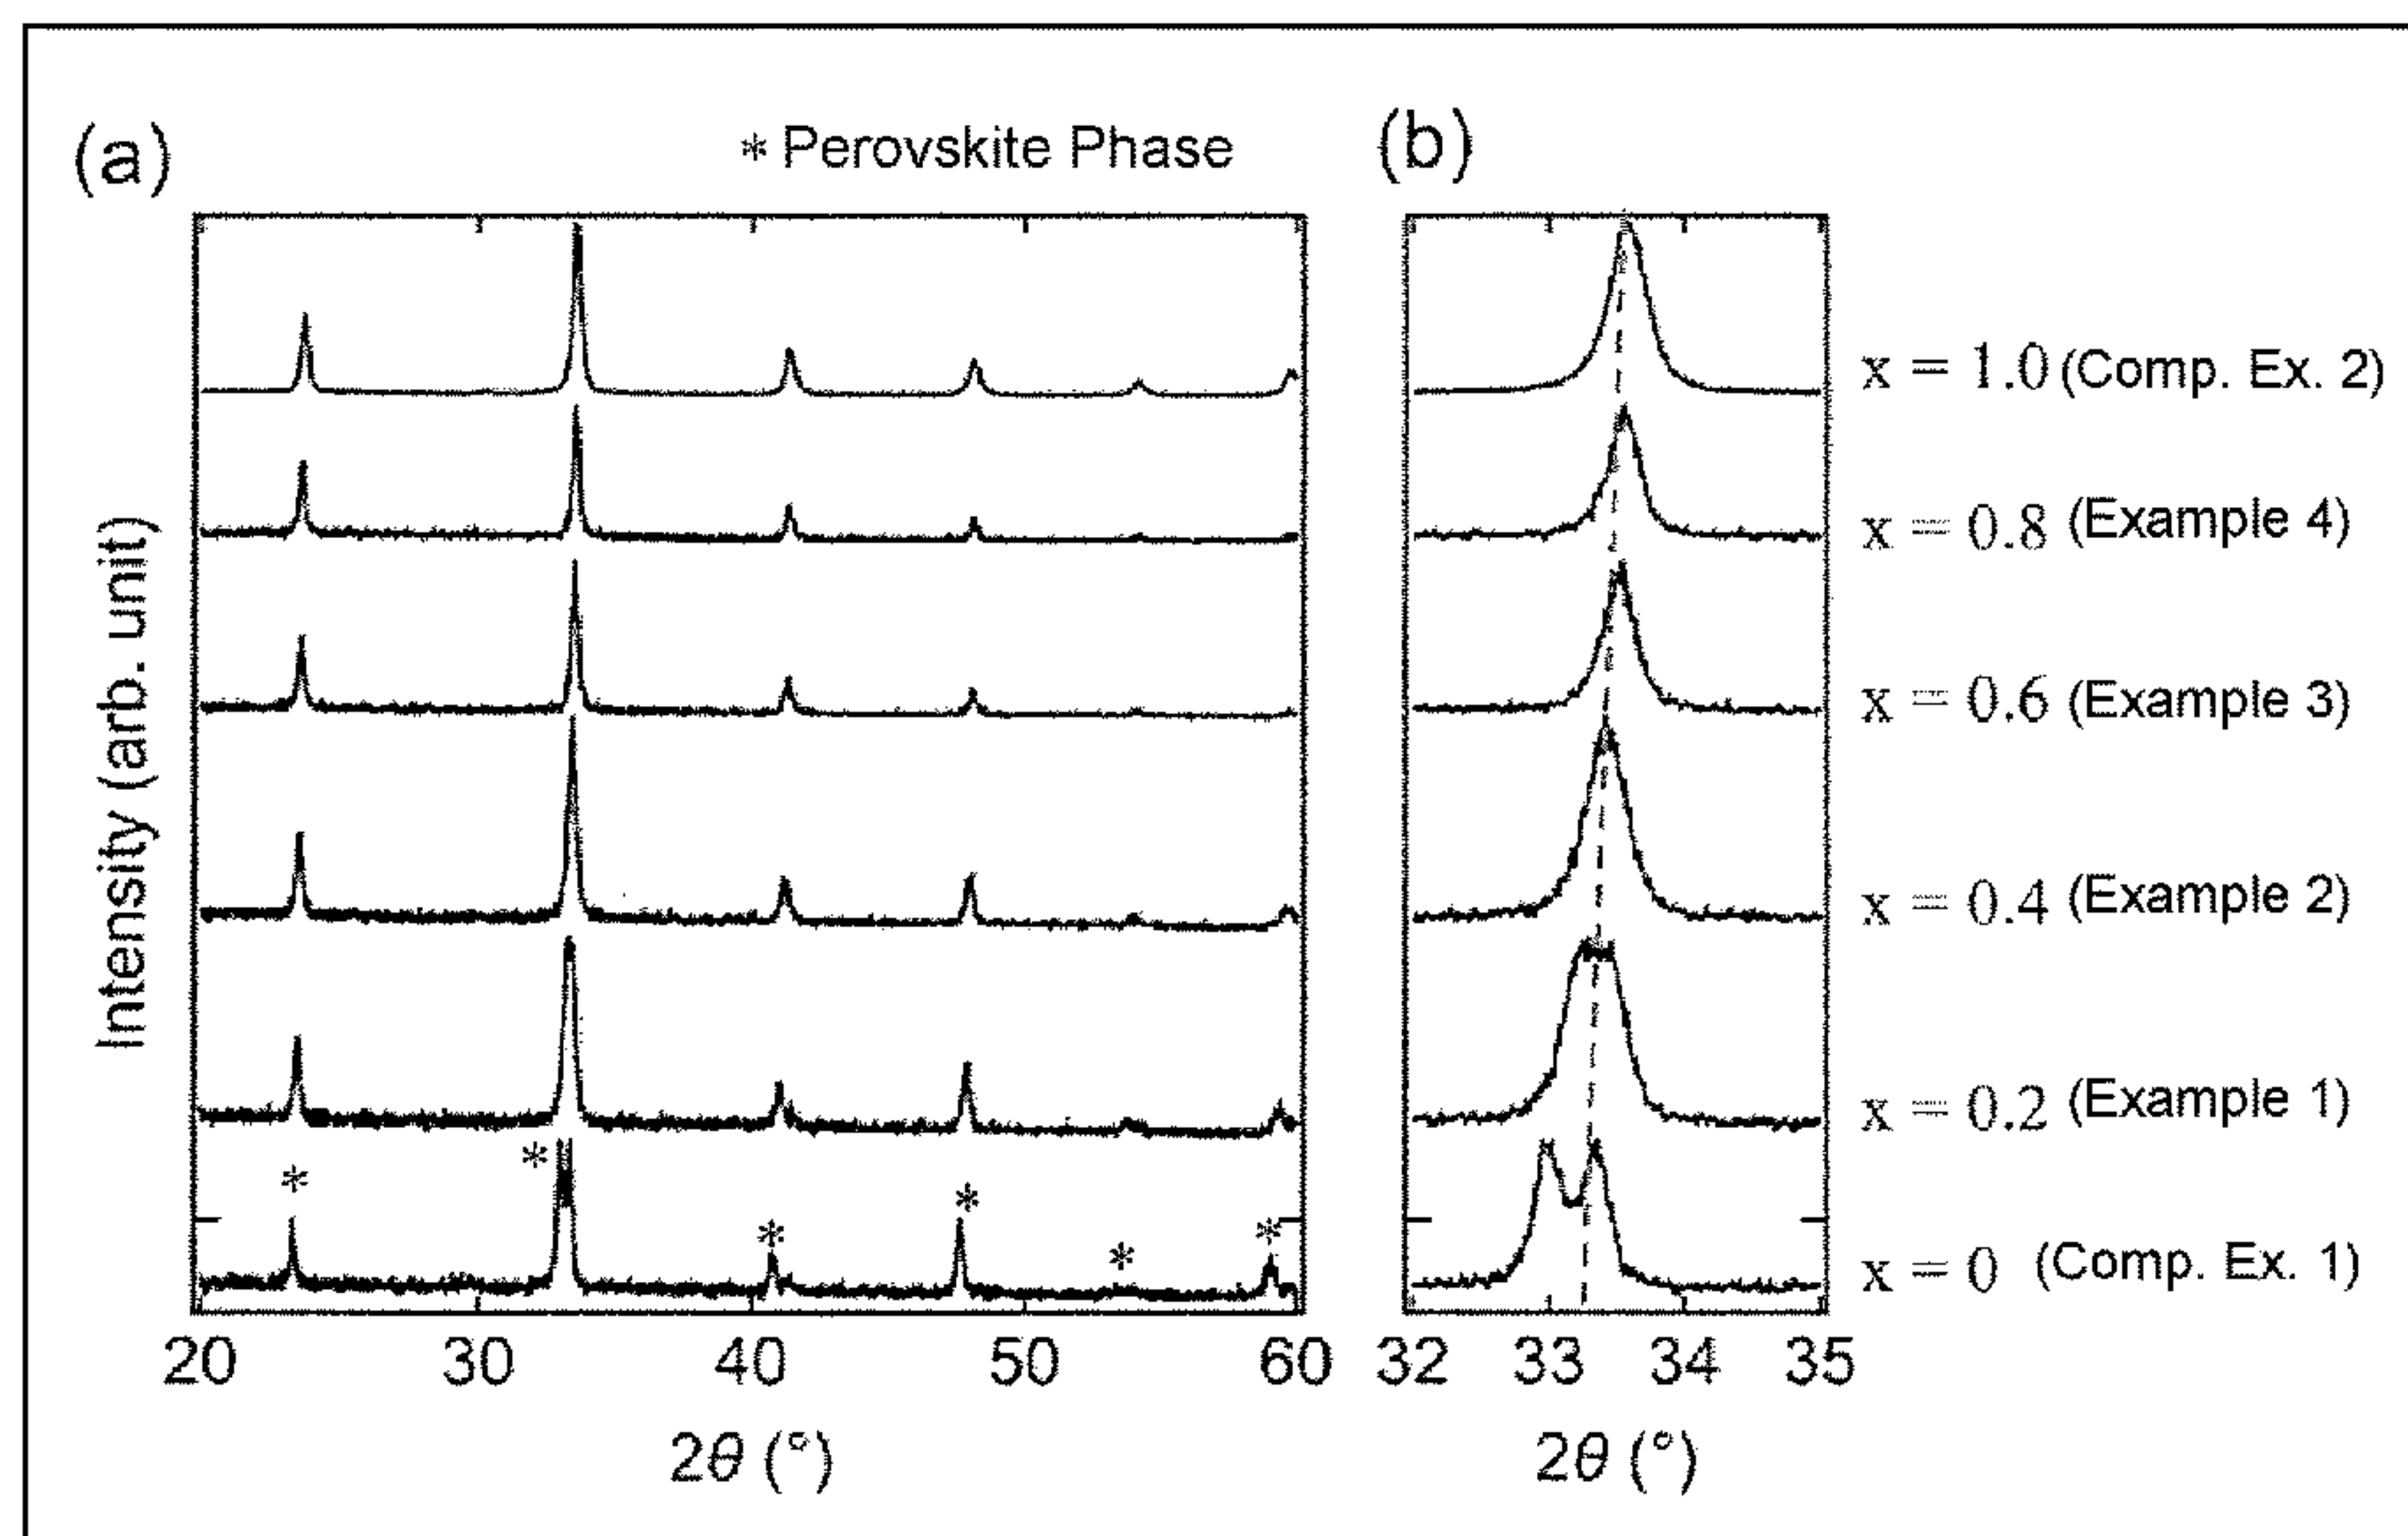 (a)
* Perovskite Phase
(b)
Intensity (arb. unit)
x = 1.0 (Comp. Ex. 2)
x = 0.8 (Example 4)
x = 0.6 (Example 3)
x = 0.4 (Example 2)
x = 0.2 (Example 1)
x = 0 (Comp. Ex. 1)
* * * * * *
20 30 40 50 60
32 33 34 35
2θ (°)
2θ (°)